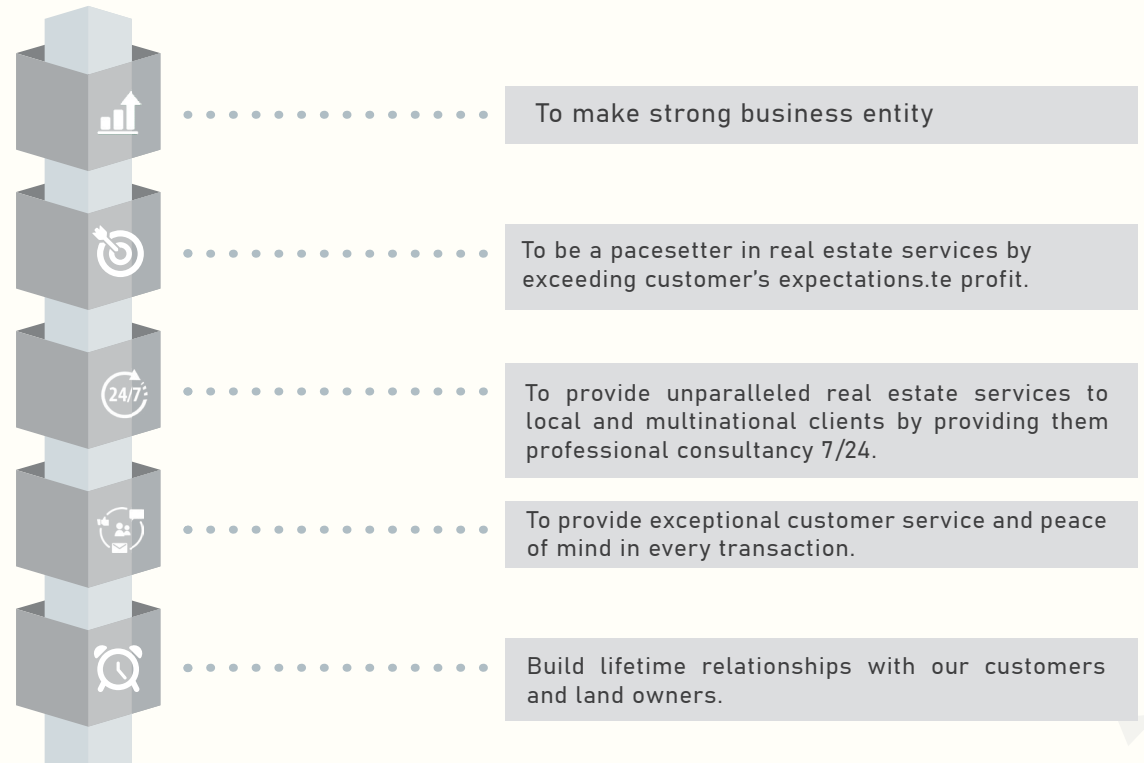 To make strong business entity
To be a pacesetter in real estate services by
exceeding customer’s expectations.te profit.
24/7
To provide unparalleled real estate services to
local and multinational clients by providing them
professional consultancy 7/24.
To provide exceptional customer service and peace
of mind in every transaction.
Build lifetime relationships with our customers
and land owners.